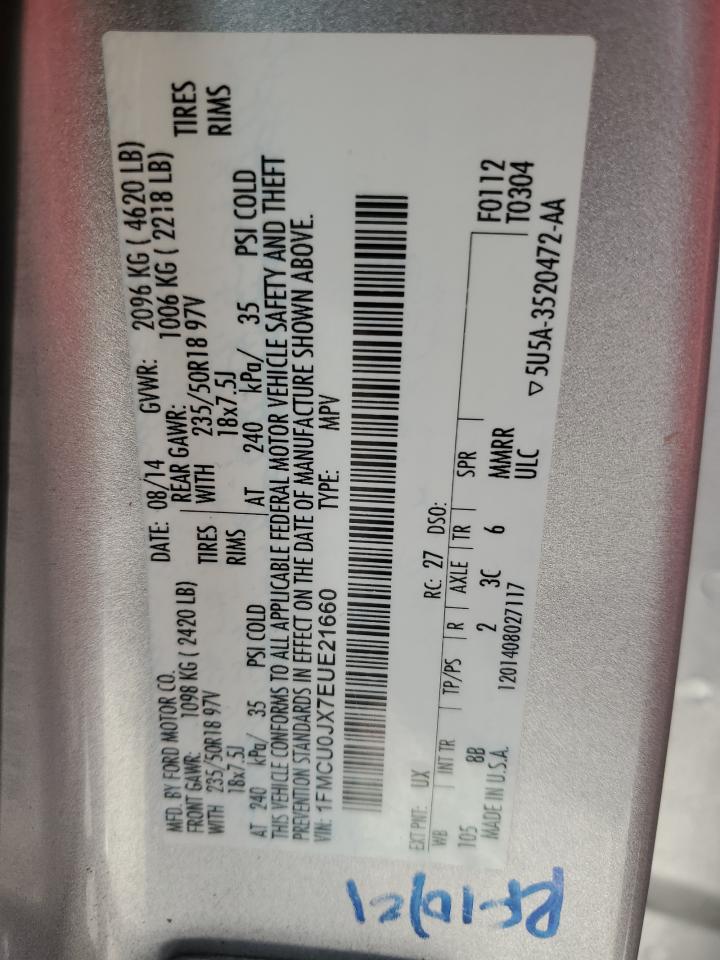 MFD. BY FORD MOTOR CO.
DATE: 08/14
GVWR: 2096 KG ( 4620 LB)
FRONT GAWR: 1098 KG ( 2420 LB)
REAR GAWR: 1006 KG ( 2218 LB)
WITH 235/50R18 97V TIRES
WITH 235/50R18 97V TIRES
18x7.5J RIMS
18x7.5J RIMS
AT 240 kPa/ 35 PSI COLD
AT 240 kPa/ 35 PSI COLD
THIS VEHICLE CONFORMS TO ALL APPLICABLE FEDERAL MOTOR VEHICLE SAFETY AND THEFT
PREVENTION STANDARDS IN EFFECT ON THE DATE OF MANUFACTURE SHOWN ABOVE.
VIN: 1FMCU0JX7EUE21660
TYPE: MPV
EXT PNT: UX RC: 27 DSO:
WB INT TR TP/PS R AXLE TR SPR F0112
105 8B 2 3C 6 MMRR T0304
MADE IN U.S.A. 1201408027117 ULC
▽5U5A-3520472-AA